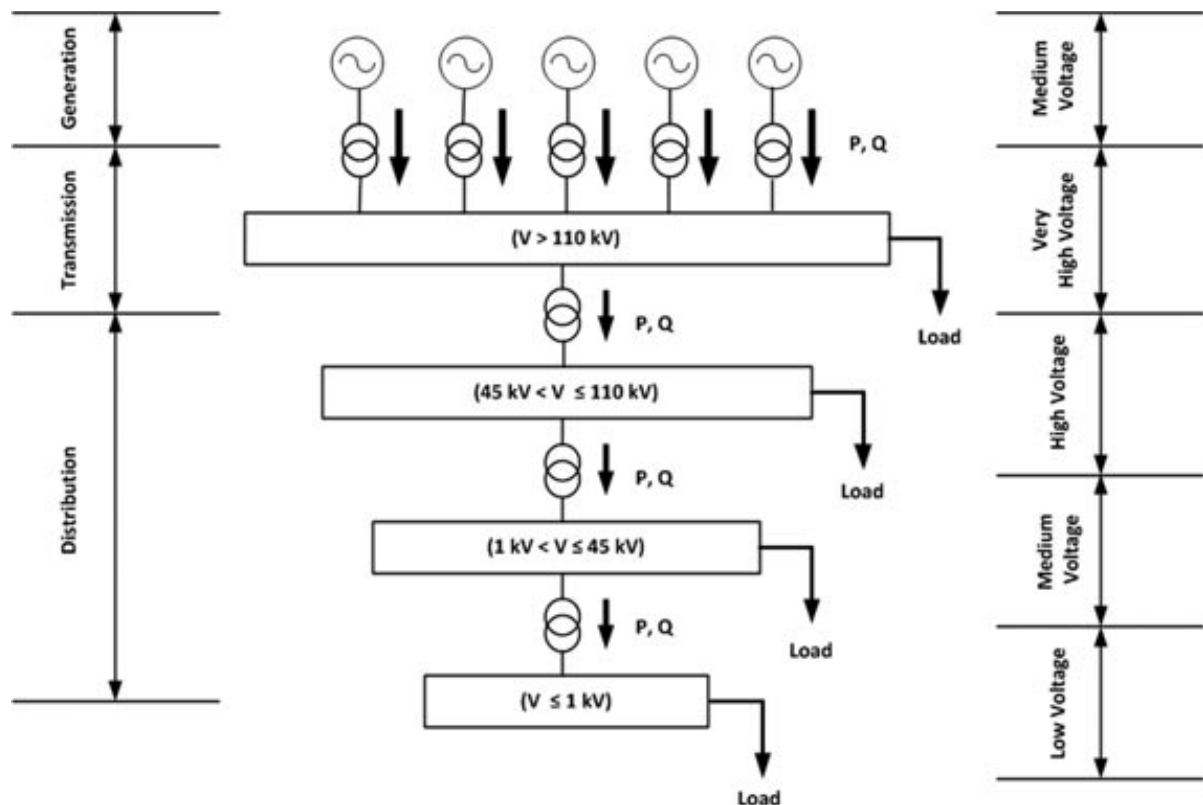 Generation
Medium
Voltage
P, Q
Transmission
(V > 110 kV)
Very
High Voltage
P, Q
Load
Distribution
(45 kV < V ≤ 110 kV)
High Voltage
P, Q
Load
(1 kV < V ≤ 45 kV)
Medium
Voltage
P, Q
Load
(V ≤ 1 kV)
Low Voltage
Load